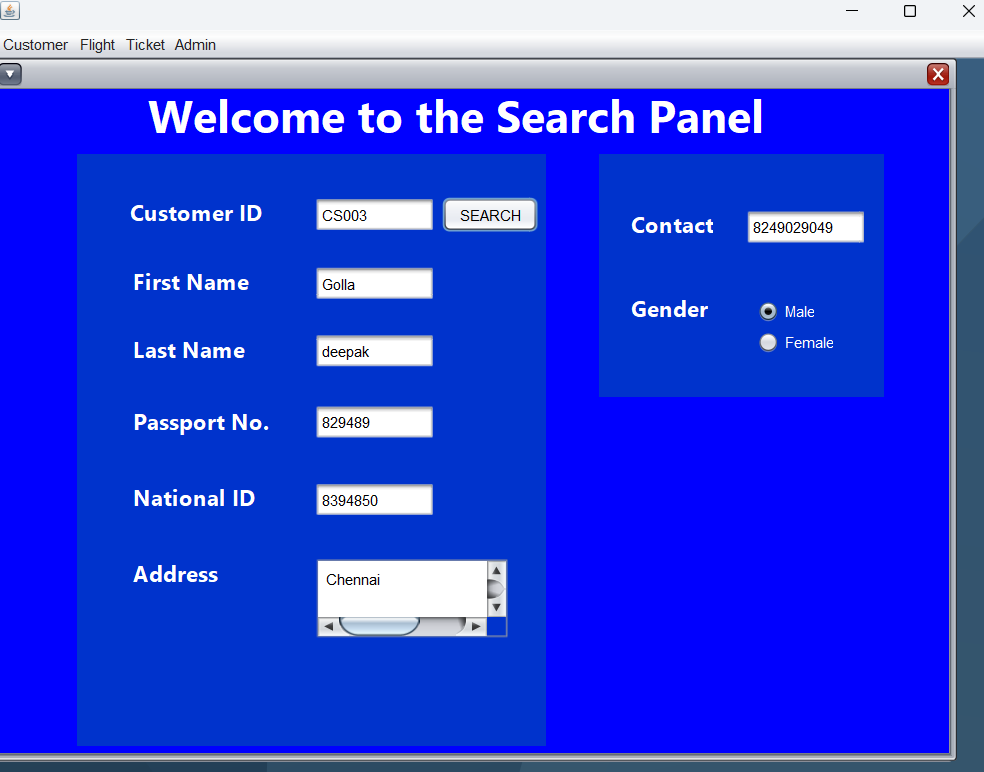 Customer Flight Ticket Admin
Welcome to the Search Panel
Customer ID CS003 SEARCH
First Name Golla
Last Name deepak
Passport No. 829489
National ID 8394850
Address Chennai
Contact 8249029049
Gender Male
Female